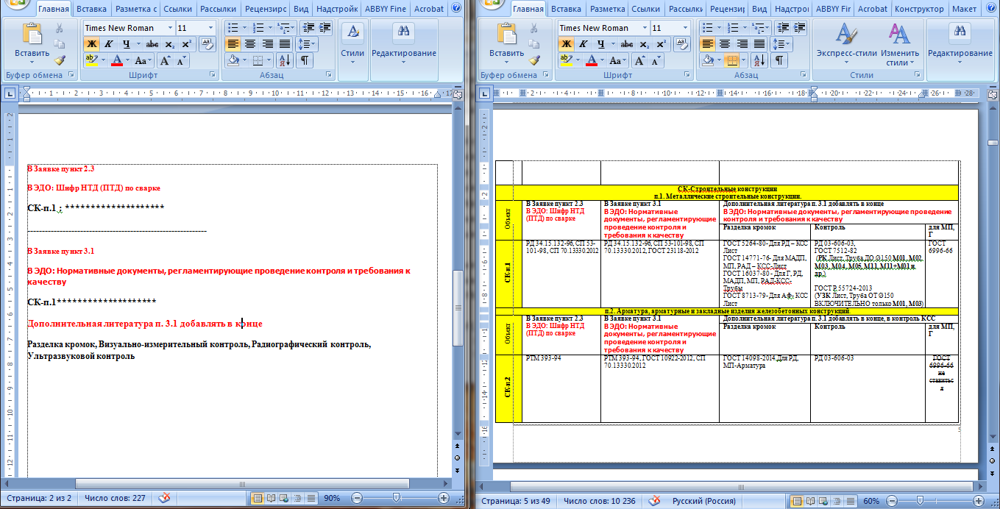 Главная Вставка Разметка с Ссылки Рассылки Рецензирс Вид Надстройк ABBYY Fine Acrobat
Times New Roman 11
Вставить
Ж К Ч abc x₂ x²
Aa A A
Стили
Редактирование
Буфер обмена Шрифт Абзац
В Заявке пункт 2.3
В ЭДО: Шифр НТД (ПТД) по сварке
СК-п.1 : ********************
------------------------------------------------
В Заявке пункт 3.1
В ЭДО: Нормативные документы, регламентирующие проведение контроля и требования к
качеству
СК-п.1********************
Дополнительная литература п. 3.1 добавлять в конце
Разделка кромок, Визуально-измерительный контроль, Радиографический контроль,
Ультразвуковой контроль
Страница: 2 из 2 Число слов: 227 90%
Главная Вставка Разметка Ссылки Рассылки Рецензи Вид Надстрої ABBYY Fir Acrobat Конструктор Макет
Times New Roman 11
Вставить
Ж К Ч abc x₂ x²
Aa A A
Экспресс-стили Изменить стили
Редактирование
Буфер обмена Шрифт Абзац Стили
СК-Строительные конструкции
п.1. Металлические строительные конструкции.
Объект
В Заявке пункт 2.3
В ЭДО: Шифр НТД
(ПТД) по сварке
В Заявке пункт 3.1
В ЭДО: Нормативные
документы, регламентирующие
проведение контроля и
требования к качеству
Дополнительная литература п. 3.1 добавлять в конце
В ЭДО: Нормативные документы, регламентирующие проведение
контроля и требования к качеству
Разделка кромок
Контроль
для МП,
Г
СК-п.1
РД 34.15.132-96, СП 53-
101-98, СП 70.13330.2012
РД 34.15.132-96, СП 53-101-98, СП
70.13330.2012, ГОСТ 23118-2012
ГОСТ 5264-80-Для РД – КСС
Лист
ГОСТ 14771-76- Для МАДП,
МП, РАД – КСС-Лист
ГОСТ 16037-80 - Для Г, РД,
МАДП, МП, РАД-КСС-
Трубы
ГОСТ 8713-79- Для Аф; КСС
Лист
РД 03-606-03,
ГОСТ 7512-82
(РК Лист, Труба ДО ∅150 М01, М02,
М03, М04, М05, М11, М11+М01 и
др.)
ГОСТ Р 55724-2013
(УЗК Лист, Труба ОТ ∅150
ВКЛЮЧИТЕЛЬНО только М01, М03)
ГОСТ
6996-66
п.2. Арматура, арматурные и закладные изделия железобетонных конструкций.
Объект
В Заявке пункт 2.3
В ЭДО: Шифр НТД
(ПТД) по сварке
В Заявке пункт 3.1
В ЭДО: Нормативные
документы, регламентирующие
проведение контроля и
требования к качеству
Дополнительная литература п. 3.1 добавлять в конце, в контроль КСС
Разделка кромок
Контроль
для МП,
Г
СК-п.2
РТМ 393-94
РТМ 393-94, ГОСТ 10922-2012, СП
70.13330.2012
ГОСТ 14098-2014.Для РД,
МП-Арматура
РД 03-606-03
ГОСТ
6996-66
не
ставитьс
я
Страница: 5 из 49 Число слов: 10 236 Русский (Россия) 60%